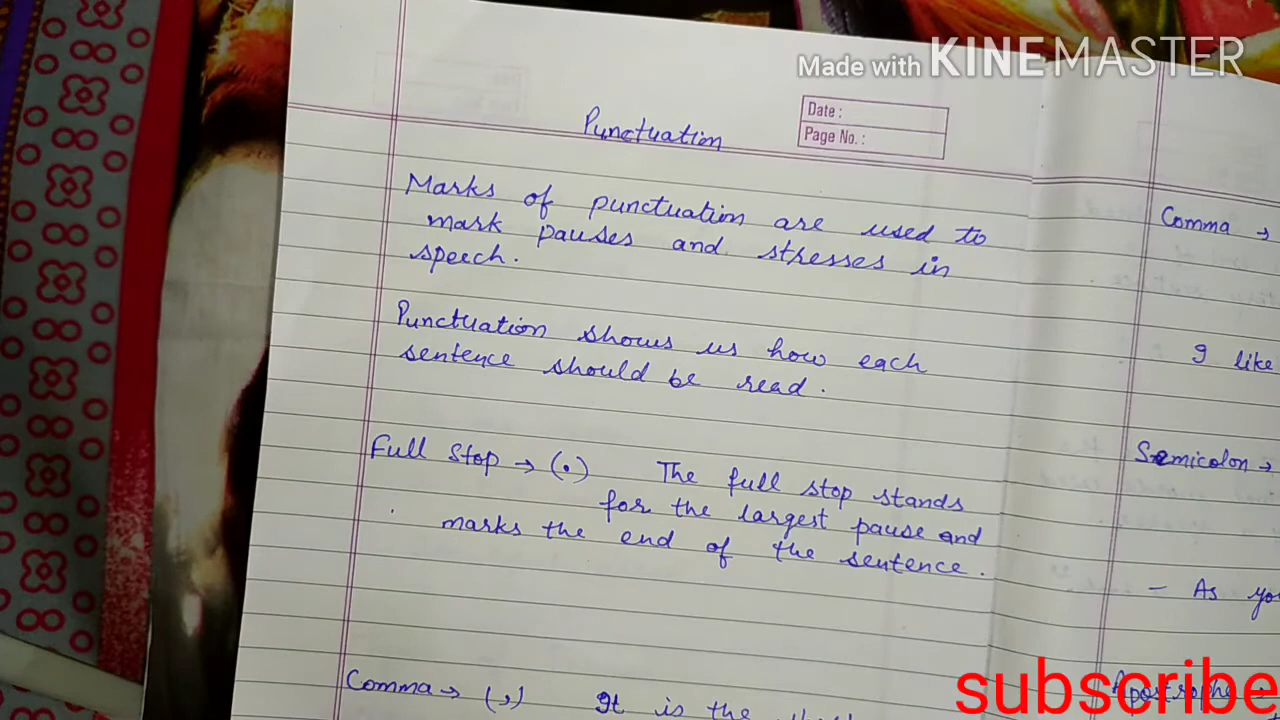 Made with KINEMASTER
Date :
Page No. :
Punctuation
Marks of punctuation are used to
mark pauses and stresses in
speech.
Punctuation shows us how each
sentence should be read.
Full Stop → (.) The full stop stands
for the largest pause and
marks the end of the sentence.
Comma → (,) It is the
Comma →
I like
Semicolon →
- As
Apostrophe
subscribe